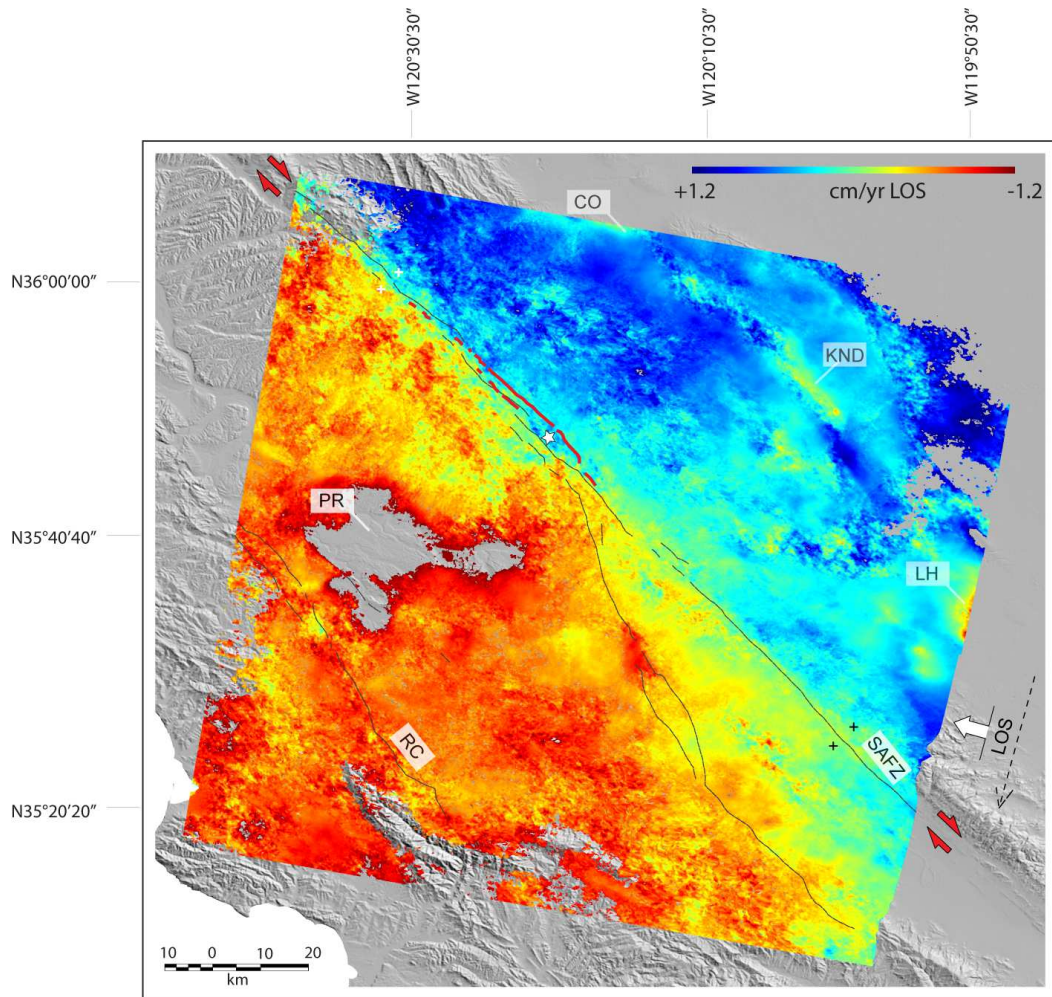 W120°30'30"
W120°10'30"
W119°50'30"
+1.2
cm/yr LOS
-1.2
CO
N36°00'00"
KND
PR
N35°40'40"
LH
LOS
SAFZ
RC
N35°20'20"
10 0 10 20
km